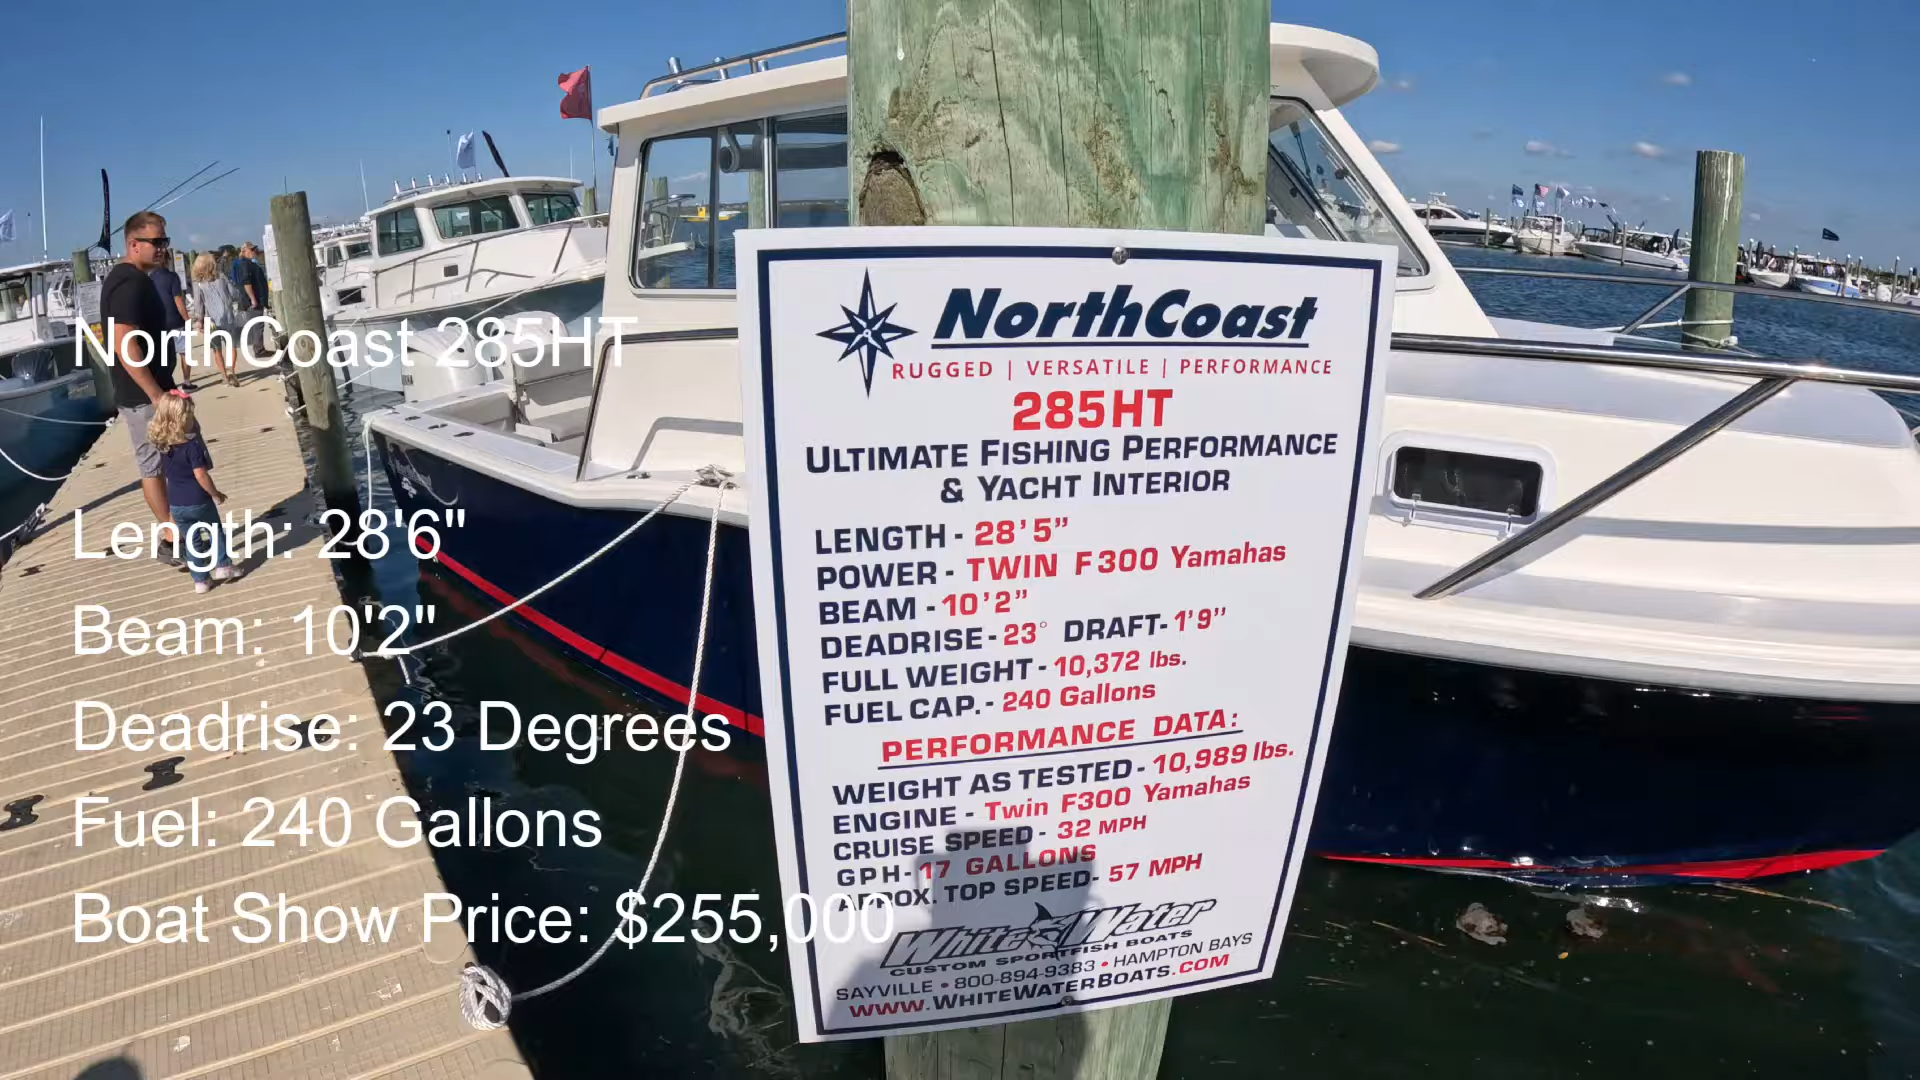 NorthCoast 285HT
Length: 28'6"
Beam: 10'2"
Deadrise: 23 Degrees
Fuel: 240 Gallons
Boat Show Price: $255,000
NorthCoast
RUGGED | VERSATILE | PERFORMANCE
285HT
ULTIMATE FISHING PERFORMANCE
& YACHT INTERIOR
LENGTH - 28'5"
POWER - TWIN F300 Yamahas
BEAM - 10'2"
DEADRISE - 23° DRAFT - 1'9"
FULL WEIGHT - 10,372 lbs.
FUEL CAP. - 240 Gallons
PERFORMANCE DATA:
WEIGHT AS TESTED - 10,989 lbs.
ENGINE - Twin F300 Yamahas
CRUISE SPEED - 32 MPH
GPH - 17 GALLONS
APPROX. TOP SPEED - 57 MPH
White Water
CUSTOM SPORTFISH BOATS
SAYVILLE • 800-894-9383 • HAMPTON BAYS
WWW.WHITEWATERBOATS.COM